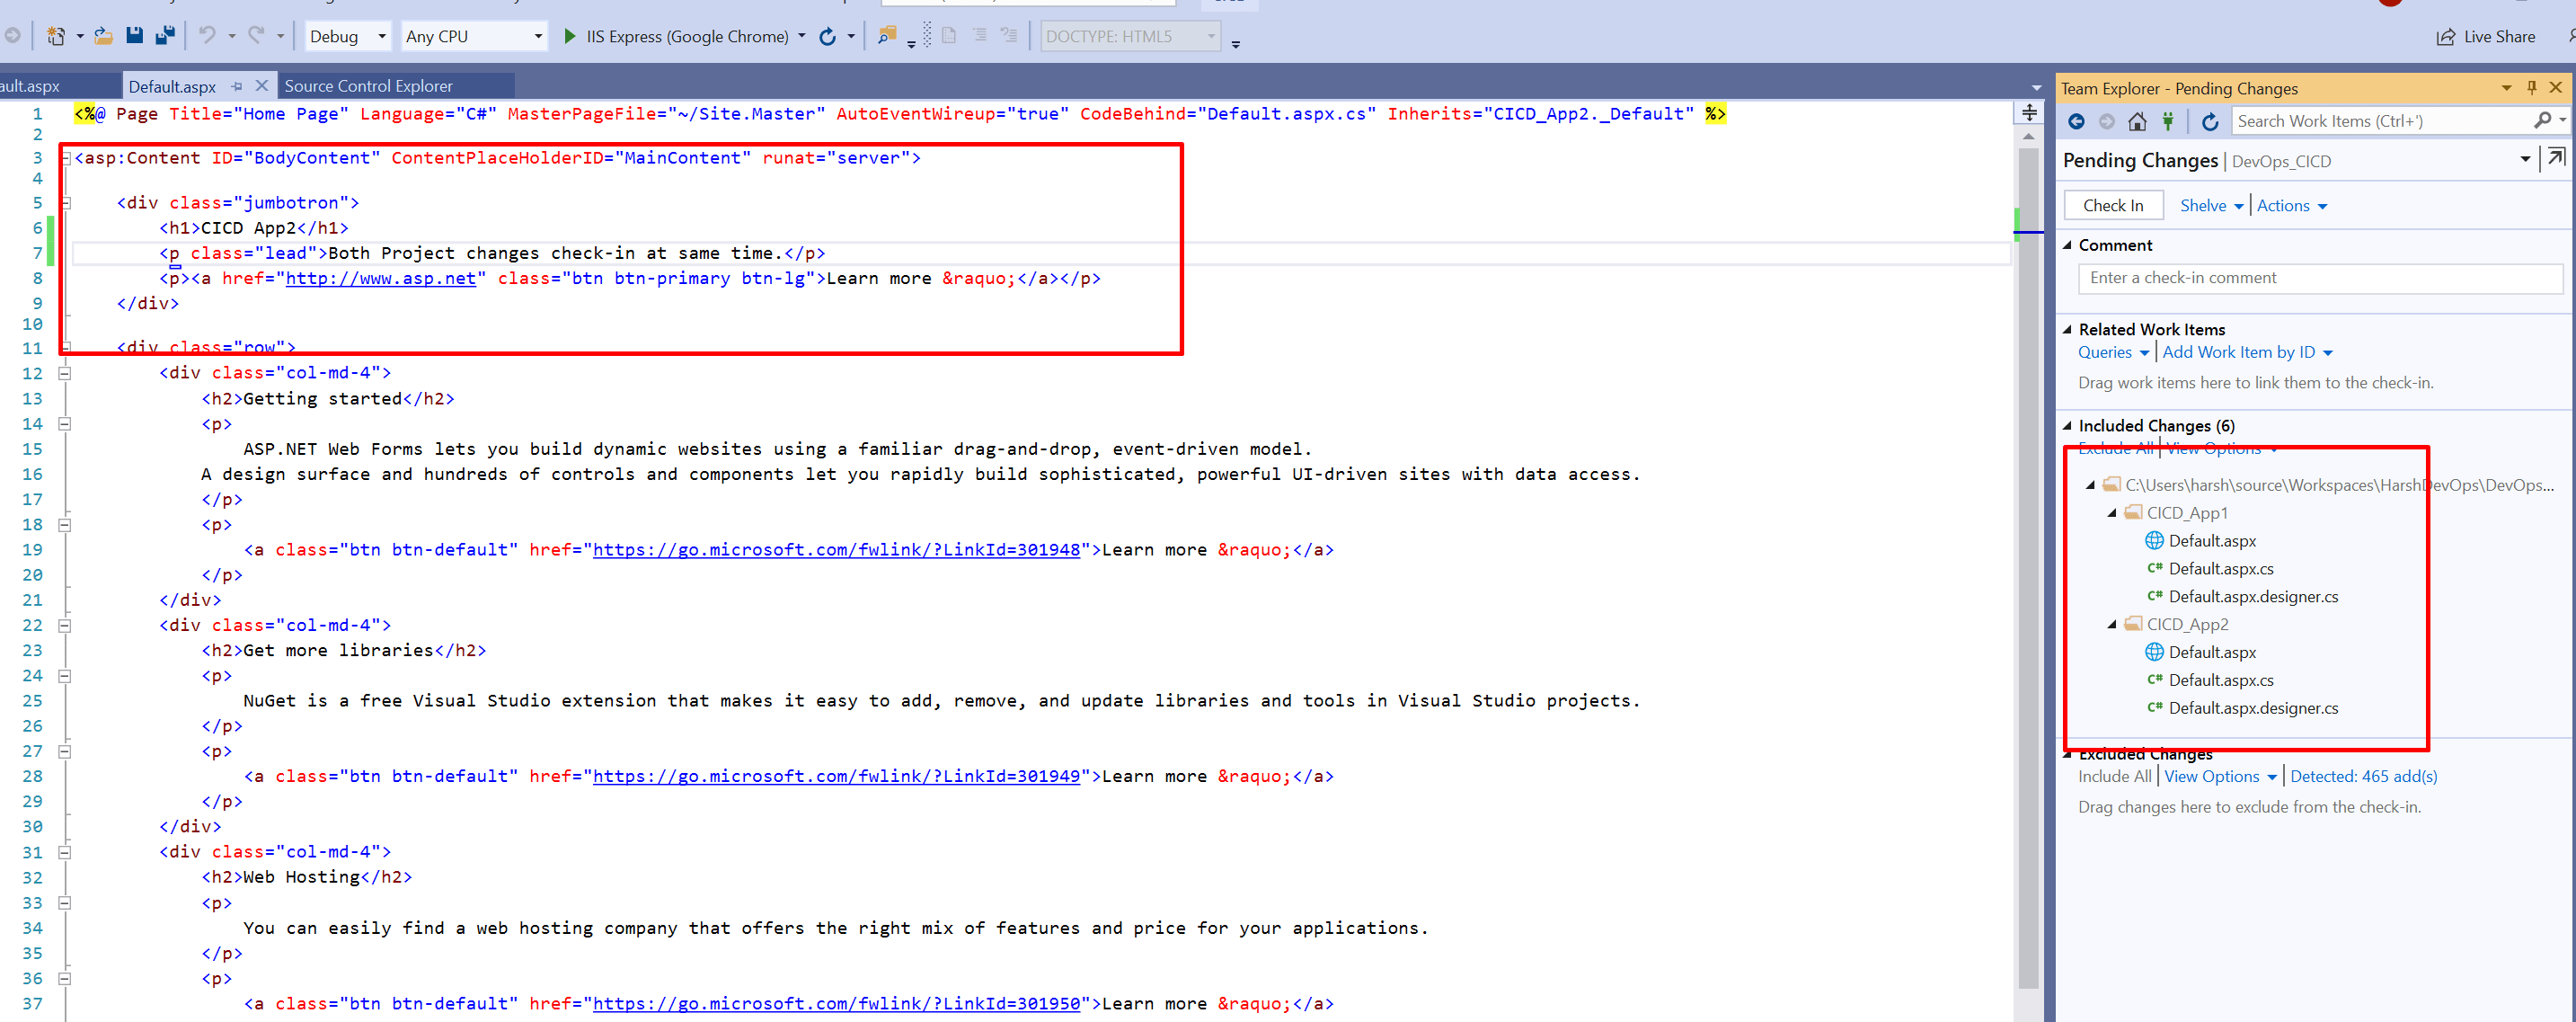 Debug
Any CPU
IIS Express (Google Chrome)
DOCTYPE: HTML5
Live Share
ault.aspx
Default.aspx
Source Control Explorer
1 <%@ Page Title="Home Page" Language="C#" MasterPageFile="~/Site.Master" AutoEventWireup="true" CodeBehind="Default.aspx.cs" Inherits="CICD_App2._Default" %>
2
3 <asp:Content ID="BodyContent" ContentPlaceHolderID="MainContent" runat="server">
4
5 <div class="jumbotron">
6 <h1>CICD App2</h1>
7 <p class="lead">Both Project changes check-in at same time.</p>
8 <p><a href="http://www.asp.net" class="btn btn-primary btn-lg">Learn more &raquo;</a></p>
9 </div>
10
11 <div class="row">
12 <div class="col-md-4">
13 <h2>Getting started</h2>
14 <p>
15 ASP.NET Web Forms lets you build dynamic websites using a familiar drag-and-drop, event-driven model.
16 A design surface and hundreds of controls and components let you rapidly build sophisticated, powerful UI-driven sites with data access.
17 </p>
18 <p>
19 <a class="btn btn-default" href="https://go.microsoft.com/fwlink/?LinkId=301948">Learn more &raquo;</a>
20 </p>
21 </div>
22 <div class="col-md-4">
23 <h2>Get more libraries</h2>
24 <p>
25 NuGet is a free Visual Studio extension that makes it easy to add, remove, and update libraries and tools in Visual Studio projects.
26 </p>
27 <p>
28 <a class="btn btn-default" href="https://go.microsoft.com/fwlink/?LinkId=301949">Learn more &raquo;</a>
29 </p>
30 </div>
31 <div class="col-md-4">
32 <h2>Web Hosting</h2>
33 <p>
34 You can easily find a web hosting company that offers the right mix of features and price for your applications.
35 </p>
36 <p>
37 <a class="btn btn-default" href="https://go.microsoft.com/fwlink/?LinkId=301950">Learn more &raquo;</a>
Team Explorer - Pending Changes
Search Work Items (Ctrl+')
Pending Changes | DevOps_CICD
Check In
Shelve
Actions
Comment
Enter a check-in comment
Related Work Items
Queries
Add Work Item by ID
Drag work items here to link them to the check-in.
Included Changes (6)
Exclude All
View Options
C:\Users\harsh\source\Workspaces\HarshDevOps\DevOps...
CICD_App1
Default.aspx
C# Default.aspx.cs
C# Default.aspx.designer.cs
CICD_App2
Default.aspx
C# Default.aspx.cs
C# Default.aspx.designer.cs
Excluded Changes
Include All
View Options
Detected: 465 add(s)
Drag changes here to exclude from the check-in.